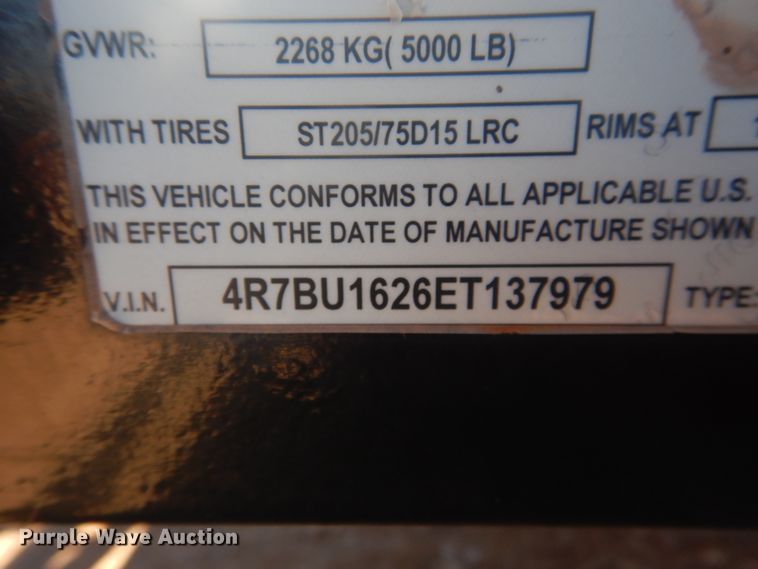 GVWR: 2268 KG( 5000 LB)
WITH TIRES ST205/75D15 LRC RIMS AT
THIS VEHICLE CONFORMS TO ALL APPLICABLE U.S.
IN EFFECT ON THE DATE OF MANUFACTURE SHOWN
V.I.N. 4R7BU1626ET137979 TYPE:
Purple Wave Auction